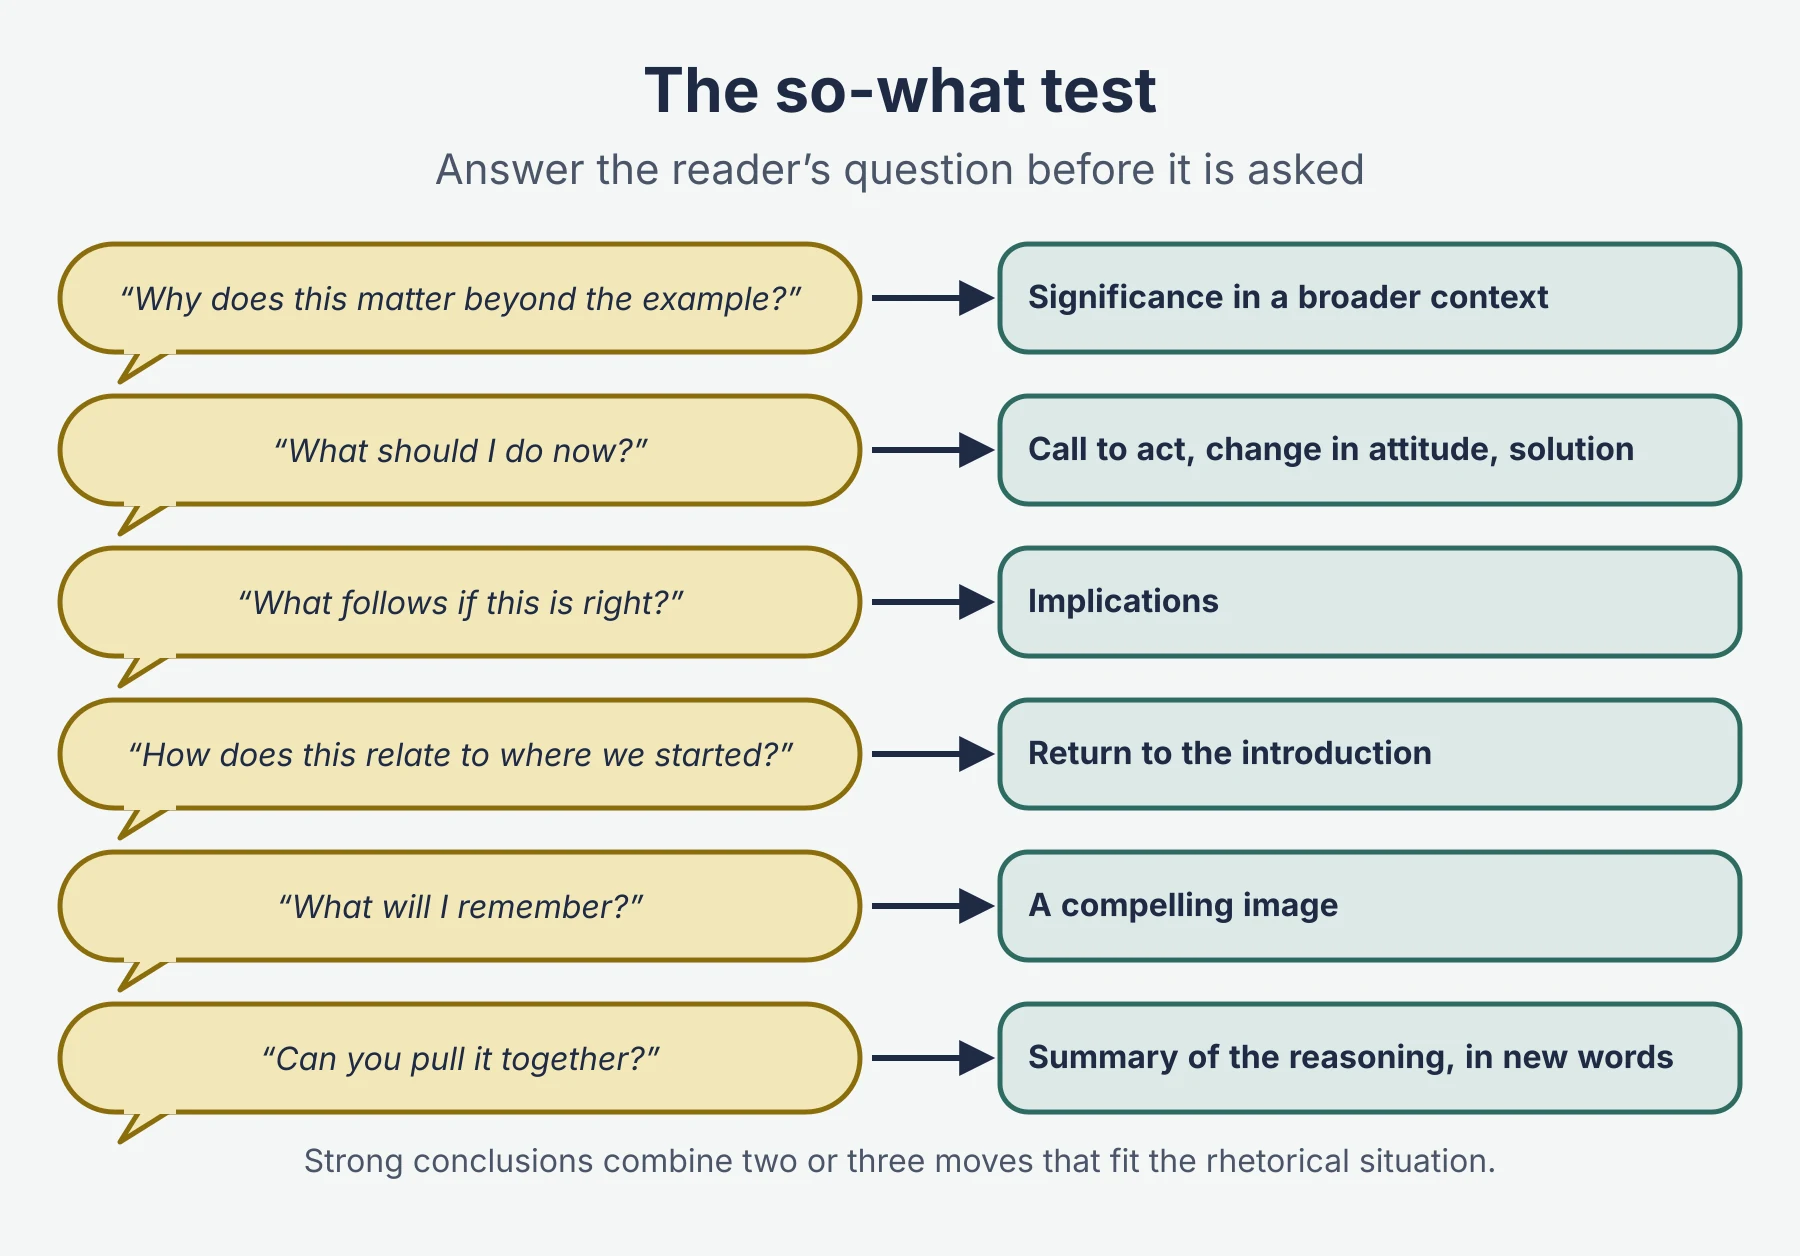 The so-what test
Answer the reader’s question before it is asked
“Why does this matter beyond the example?”
Significance in a broader context
“What should I do now?”
Call to act, change in attitude, solution
“What follows if this is right?”
Implications
“How does this relate to where we started?”
Return to the introduction
“What will I remember?”
A compelling image
“Can you pull it together?”
Summary of the reasoning, in new words
Strong conclusions combine two or three moves that fit the rhetorical situation.